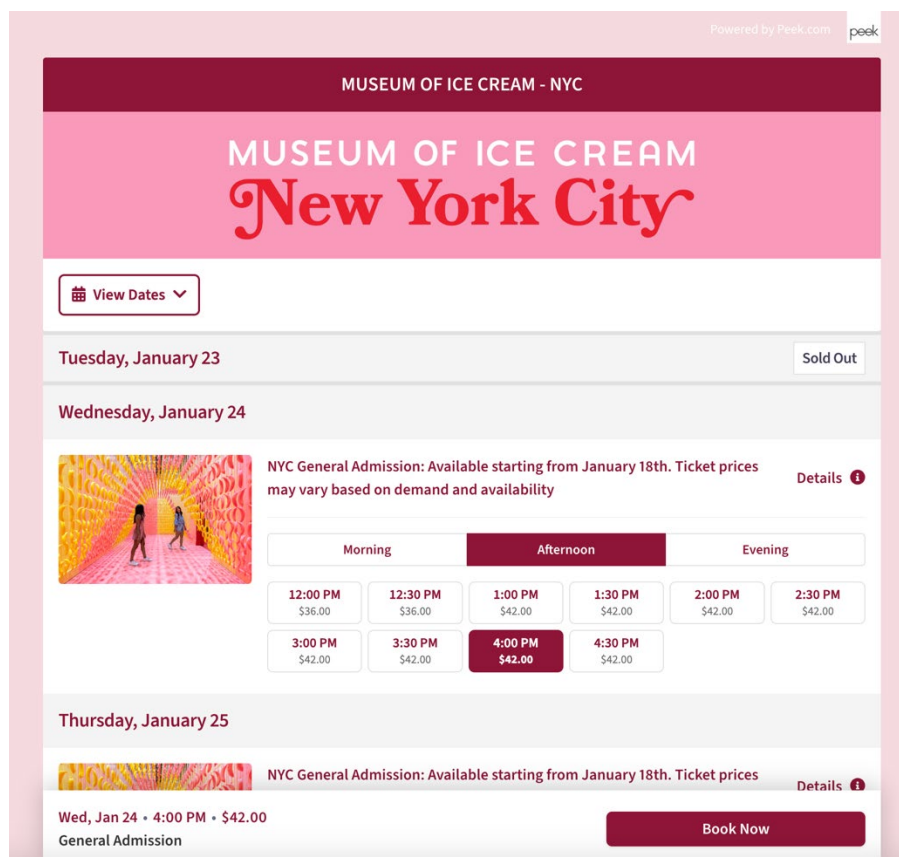 Powered by Peek.com peek
MUSEUM OF ICE CREAM - NYC
MUSEUM OF ICE CREAM
New York City
View Dates
Tuesday, January 23 Sold Out
Wednesday, January 24
NYC General Admission: Available starting from January 18th. Ticket prices
may vary based on demand and availability
Details
Morning Afternoon Evening
12:00 PM 12:30 PM 1:00 PM 1:30 PM 2:00 PM 2:30 PM
$36.00 $36.00 $42.00 $42.00 $42.00 $42.00
3:00 PM 3:30 PM 4:00 PM 4:30 PM
$42.00 $42.00 $42.00 $42.00
Thursday, January 25
NYC General Admission: Available starting from January 18th. Ticket prices
Details
Wed, Jan 24 • 4:00 PM • $42.00
General Admission
Book Now